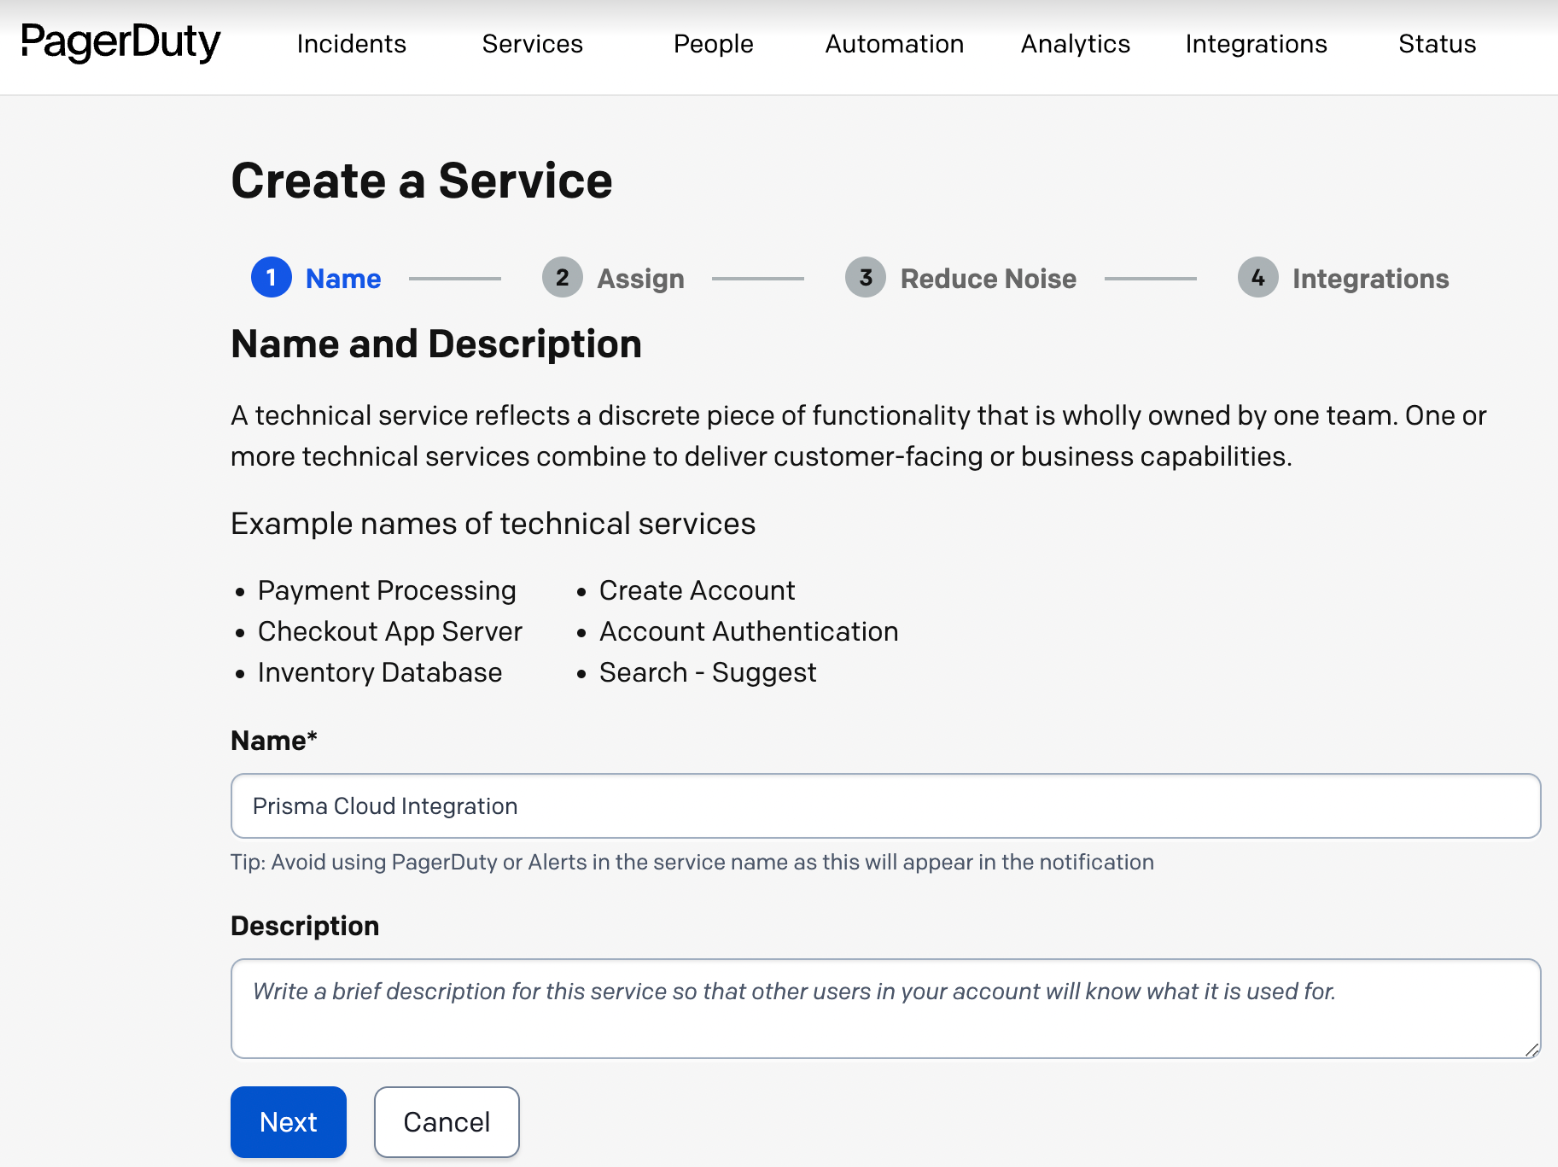 PagerDuty Incidents Services People Automation Analytics Integrations Status
Create a Service
1 Name 2 Assign 3 Reduce Noise 4 Integrations
Name and Description
A technical service reflects a discrete piece of functionality that is wholly owned by one team. One or
more technical services combine to deliver customer-facing or business capabilities.
Example names of technical services
• Payment Processing • Create Account
• Checkout App Server • Account Authentication
• Inventory Database • Search - Suggest
Name*
Prisma Cloud Integration
Tip: Avoid using PagerDuty or Alerts in the service name as this will appear in the notification
Description
Write a brief description for this service so that other users in your account will know what it is used for.
Next Cancel